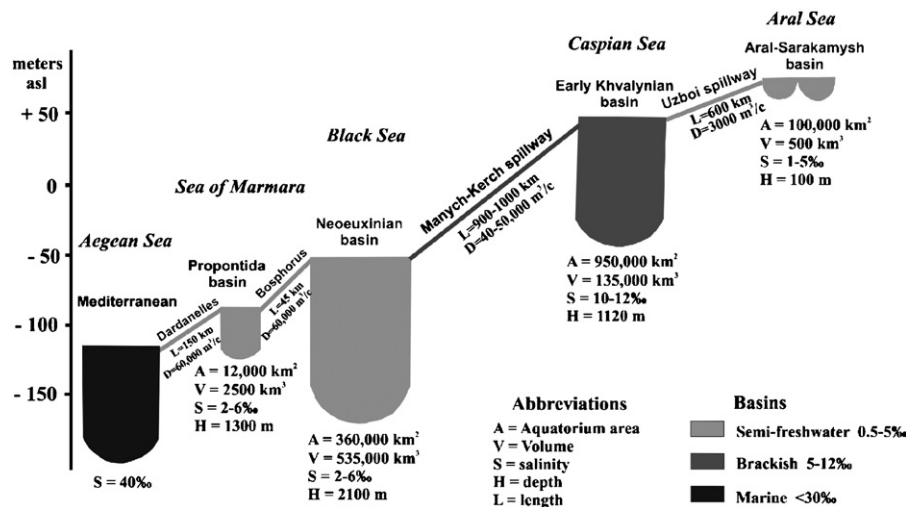 Aral Sea
Aral-Sarakamysh
basin
Uzboi spillway
L=600 km
D=3000 m³/c
A = 100,000 km²
V = 500 km³
S = 1-5‰
H = 100 m
Caspian Sea
Early Khvalynian
basin
A = 950,000 km²
V = 135,000 km³
S = 10-12‰
H = 1120 m
Manych-Kerch spillway
L=900-1000 km
D=40-50,000 m³/c
Black Sea
Neoeuxinian
basin
A = 360,000 km²
V = 535,000 km³
S = 2-6‰
H = 2100 m
Bosphorus
L=45 km
D=60,000 m³/c
Sea of Marmara
Propontida
basin
A = 12,000 km²
V = 2500 km³
S = 2-6‰
H = 1300 m
Dardanelles
L=150 km
D=60,000 m³/c
Aegean Sea
Mediterranean
S = 40‰
meters
asl
+ 50
0
- 50
- 100
- 150
Abbreviations
A = Aquatorium area
V = Volume
S = salinity
H = depth
L = length
Basins
Semi-freshwater 0.5-5‰
Brackish 5-12‰
Marine <30‰